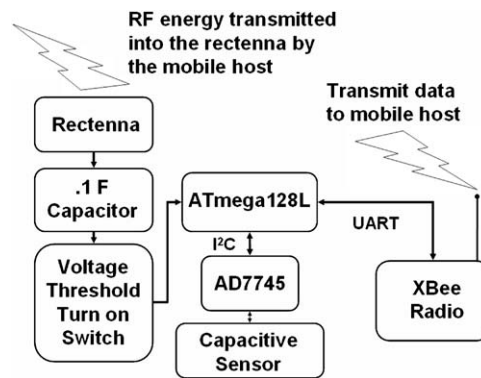 RF energy transmitted
into the rectenna by
the mobile host
Transmit data
to mobile host
Rectenna
.1 F
Capacitor
Voltage
Threshold
Turn on
Switch
ATmega128L
I²C
UART
AD7745
Capacitive
Sensor
XBee
Radio